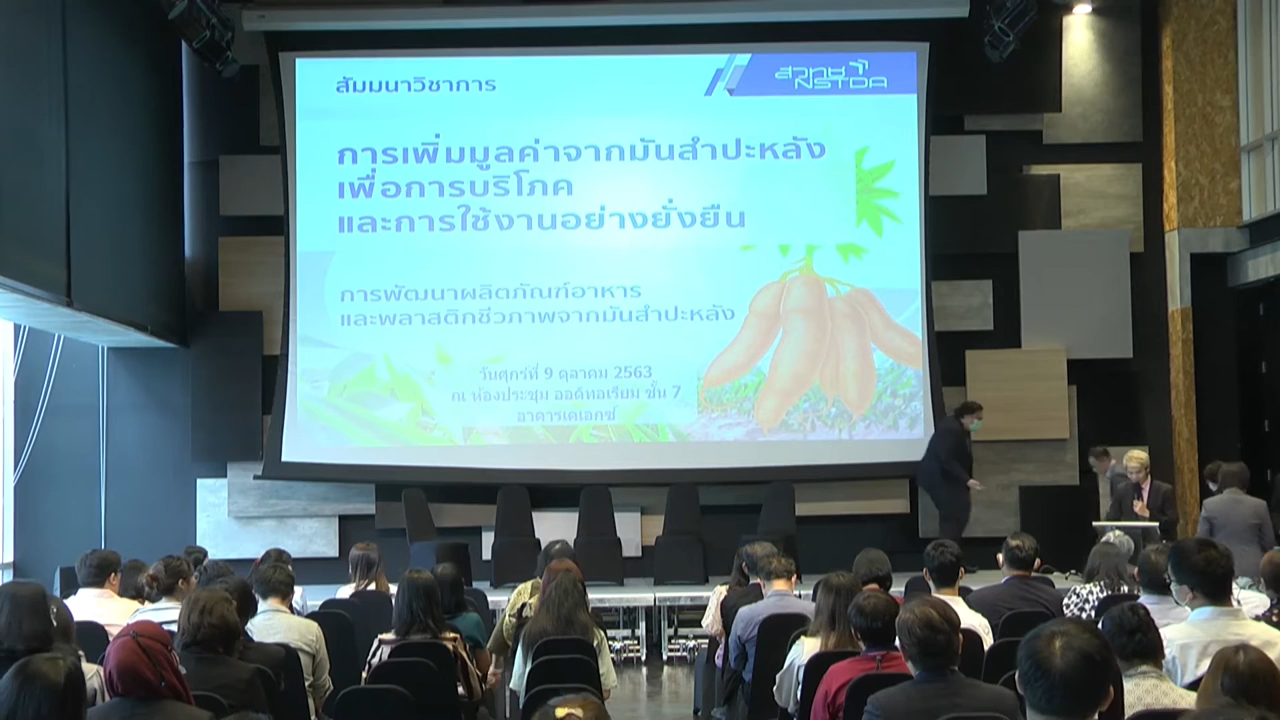 สัมมนาวิชาการ
สวทช
NSTDA
การเพิ่มมูลค่าจากมันสำปะหลัง
เพื่อการบริโภค
และการใช้งานอย่างยั่งยืน
การพัฒนาผลิตภัณฑ์อาหาร
และพลาสติกชีวภาพจากมันสำปะหลัง
วันศุกร์ที่ 9 ตุลาคม 2563
ณ ห้องประชุม ออดิทอเรียม ชั้น 7
อาคารเคเอกซ์